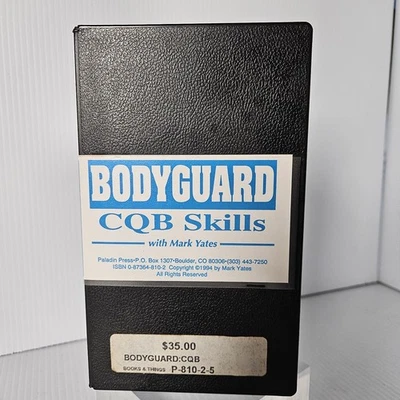 BODYGUARD
CQB Skills
with Mark Yates
Paladin Press•P.O. Box 1307•Boulder, CO 80306•(303) 443-7250
ISBN 0-87364-810-2 Copyright ©1994 by Mark Yates
All Rights Reserved
$35.00
BODYGUARD:CQB
BOOKS & THINGS P-810-2-5